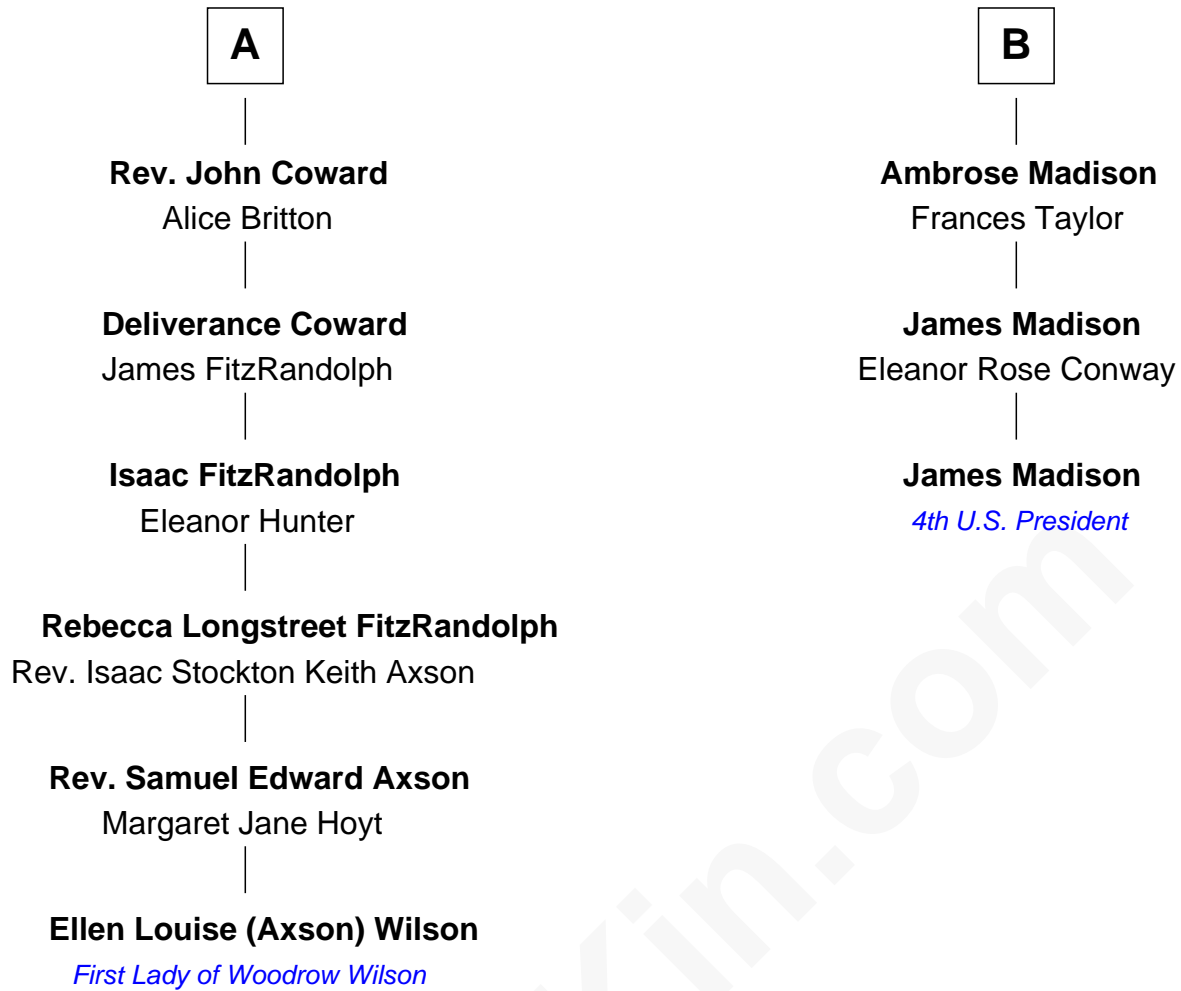 A
Rev. John Coward
Alice Britton
Deliverance Coward
James FitzRandolph
Isaac FitzRandolph
Eleanor Hunter
Rebecca Longstreet FitzRandolph
Rev. Isaac Stockton Keith Axson
Rev. Samuel Edward Axson
Margaret Jane Hoyt
Ellen Louise (Axson) Wilson
First Lady of Woodrow Wilson
B
Ambrose Madison
Frances Taylor
James Madison
Eleanor Rose Conway
James Madison
4th U.S. President
in.com